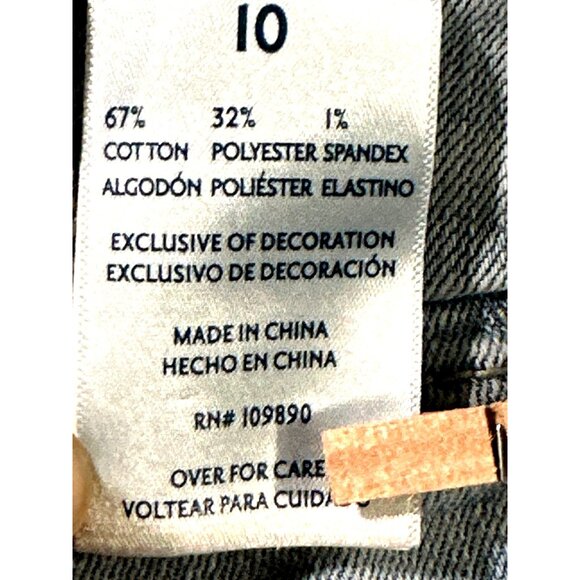 10
67% 32% 1%
COTTON POLYESTER SPANDEX
ALGODÓN POLIÉSTER ELASTINO
EXCLUSIVE OF DECORATION
EXCLUSIVO DE DECORACIÓN
MADE IN CHINA
HECHO EN CHINA
RN# 109890
OVER FOR CARE
VOLTEAR PARA